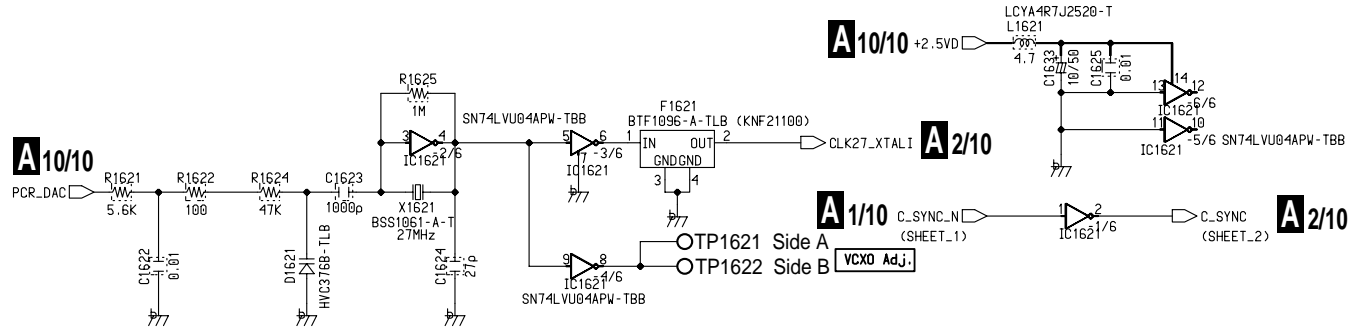 LCYA4R7J2520-T
L1621
A 10/10 +2.5VD
4.7
C1633
10/50
C1625
0.01
14
13 12
-6/6
IC1621
11 10
-5/6 SN74LVU04APW-TBB
IC1621
R1625
1M
3 4
-2/6
IC1621
SN74LVU04APW-TBB
5 6
7 -3/6
IC1621
F1621
BTF1096-A-TLB (KNF21100)
1 IN OUT 2
GND GND
3 4
CLK27_XTALI A 2/10
A 10/10
PCR_DAC
R1621
5.6K
R1622
100
R1624
47K
C1623
1000p
X1621
BSS1061-A-T
27MHz
C1622
0.01
D1621
HVC376B-TLB
C1624
27p
9 8
-4/6
IC1621
SN74LVU04APW-TBB
TP1621 Side A
TP1622 Side B
VCXO Adj.
A 1/10 C_SYNC_N
(SHEET_1)
1 2
-1/6
IC1621
C_SYNC A 2/10
(SHEET_2)